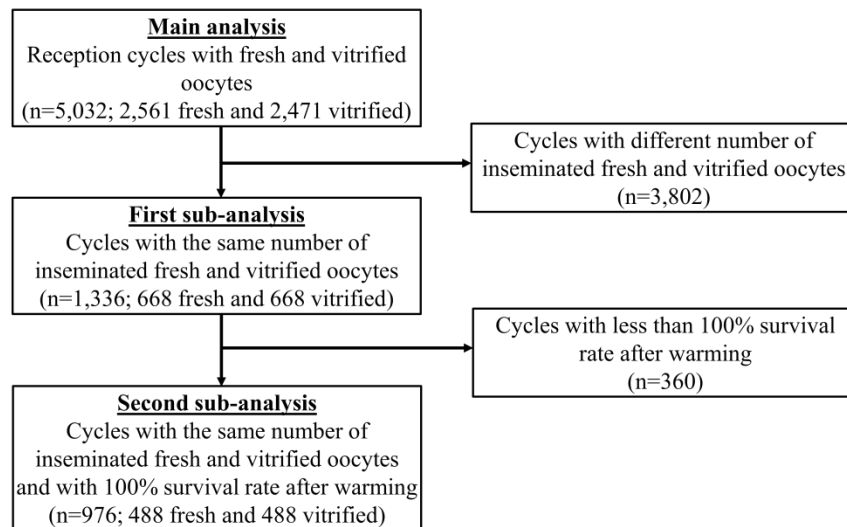 Main analysis
Reception cycles with fresh and vitrified
oocytes
(n=5,032; 2,561 fresh and 2,471 vitrified)
Cycles with different number of
inseminated fresh and vitrified oocytes
(n=3,802)
First sub-analysis
Cycles with the same number of
inseminated fresh and vitrified oocytes
(n=1,336; 668 fresh and 668 vitrified)
Cycles with less than 100% survival
rate after warming
(n=360)
Second sub-analysis
Cycles with the same number of
inseminated fresh and vitrified oocytes
and with 100% survival rate after warming
(n=976; 488 fresh and 488 vitrified)